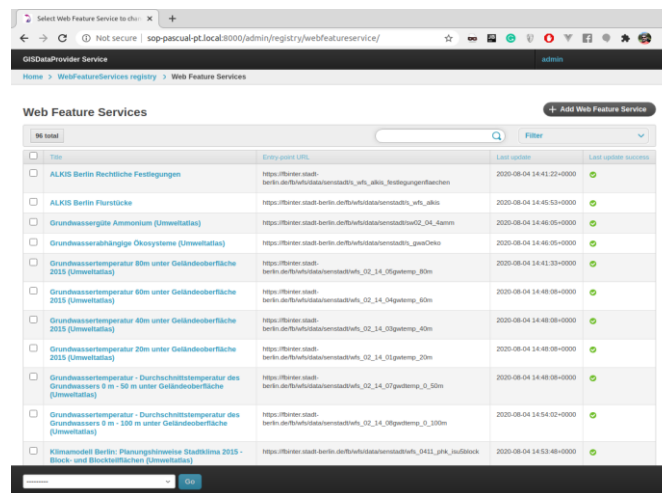 Select Web Feature Service to chan
Not secure | sop-pascual-pt.local:8000/admin/registry/webfeatureservice/
GISDataProvider Service
admin
Home > WebFeatureServices registry > Web Feature Services
Web Feature Services
+ Add Web Feature Service
96 total
Filter
Title Entry-point URL Last update Last update success
ALKIS Berlin Rechtliche Festlegungen
https://fbinter.stadt-
berlin.de/fb/wfs/data/senstadt/s_wfs_alkis_festlegungenflaechen
2020-08-04 14:41:22+0000
ALKIS Berlin Flurstücke
https://fbinter.stadt-berlin.de/fb/wfs/data/senstadt/s_wfs_alkis
2020-08-04 14:45:53+0000
Grundwassergüte Ammonium (Umweltatlas)
https://fbinter.stadt-berlin.de/fb/wfs/data/senstadt/sw02_04_4amm
2020-08-04 14:46:05+0000
Grundwasserabhängige Ökosysteme (Umweltatlas)
https://fbinter.stadt-berlin.de/fb/wfs/data/senstadt/s_gwaOeko
2020-08-04 14:46:05+0000
Grundwassertemperatur 80m unter Geländeoberfläche
2015 (Umweltatlas)
https://fbinter.stadt-
berlin.de/fb/wfs/data/senstadt/wfs_02_14_05gwtemp_80m
2020-08-04 14:41:33+0000
Grundwassertemperatur 60m unter Geländeoberfläche
2015 (Umweltatlas)
https://fbinter.stadt-
berlin.de/fb/wfs/data/senstadt/wfs_02_14_04gwtemp_60m
2020-08-04 14:48:06+0000
Grundwassertemperatur 40m unter Geländeoberfläche
2015 (Umweltatlas)
https://fbinter.stadt-
berlin.de/fb/wfs/data/senstadt/wfs_02_14_03gwtemp_40m
2020-08-04 14:48:08+0000
Grundwassertemperatur 20m unter Geländeoberfläche
2015 (Umweltatlas)
https://fbinter.stadt-
berlin.de/fb/wfs/data/senstadt/wfs_02_14_01gwtemp_20m
2020-08-04 14:48:08+0000
Grundwassertemperatur - Durchschnittstemperatur des
Grundwassers 0 m - 50 m unter Geländeoberfläche
(Umweltatlas)
https://fbinter.stadt-
berlin.de/fb/wfs/data/senstadt/wfs_02_14_07gwdtemp_0_50m
2020-08-04 14:48:08+0000
Grundwassertemperatur - Durchschnittstemperatur des
Grundwassers 0 m - 100 m unter Geländeoberfläche
(Umweltatlas)
https://fbinter.stadt-
berlin.de/fb/wfs/data/senstadt/wfs_02_14_08gwdtemp_0_100m
2020-08-04 14:54:02+0000
Klimamodell Berlin: Planungshinweise Stadtklima 2015 -
Block- und Blockteilflächen (Umweltatlas)
https://fbinter.stadt-berlin.de/fb/wfs/data/senstadt/wfs_0411_phk_isu5block
2020-08-04 14:53:48+0000
---------
Go